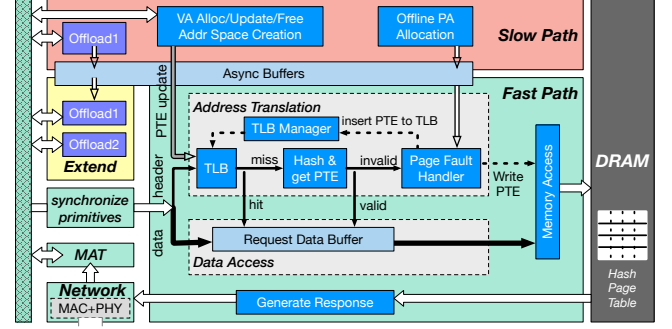 VA Alloc/Update/Free
Addr Space Creation
Offline PA
Allocation
Slow Path
Offload1
Async Buffers
PTE update
Fast Path
Address Translation
Offload1
Offload2
Extend
TLB Manager
insert PTE to TLB
TLB
miss
Hash &
get PTE
invalid
Page Fault
Handler
Write
PTE
Memory Access
DRAM
header
hit
valid
synchronize
primitives
data
Request Data Buffer
Data Access
MAT
Network
MAC+PHY
Generate Response
Hash
Page
Table